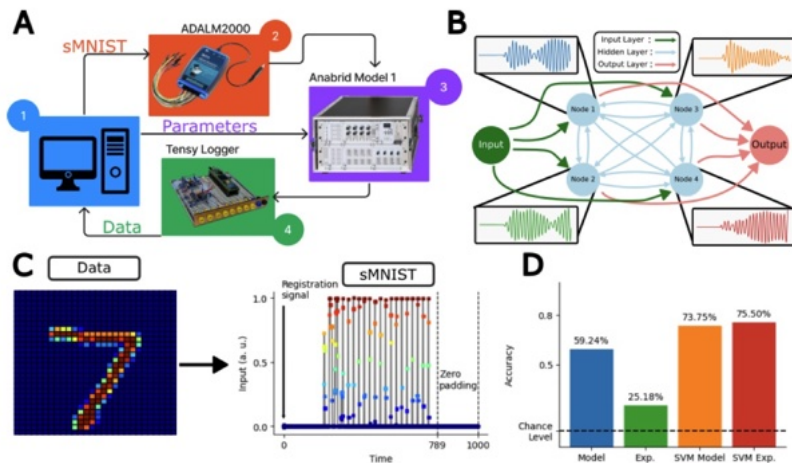 A
sMNIST
ADALM2000
2
Anabrid Model 1
3
1
Parameters
Tensy Logger
Data
4
B
Input Layer :
Hidden Layer :
Output Layer :
Node 1
Node 3
Input
Output
Node 2
Node 4
C
Data
sMNIST
Registration
signal
1.0
Input (a. u.)
0.5
Zero
padding
0.0
0
789
1000
Time
D
Accuracy
0.8
0.5
Chance
Level
59.24%
25.18%
73.75%
75.50%
Model
Exp.
SVM Model
SVM Exp.